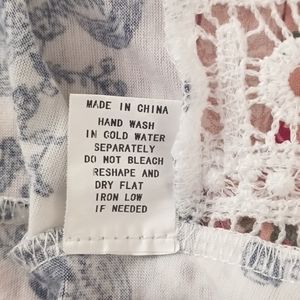 MADE IN CHINA
HAND WASH
IN COLD WATER
SEPARATELY
DO NOT BLEACH
RESHAPE AND
DRY FLAT
IRON LOW
IF NEEDED